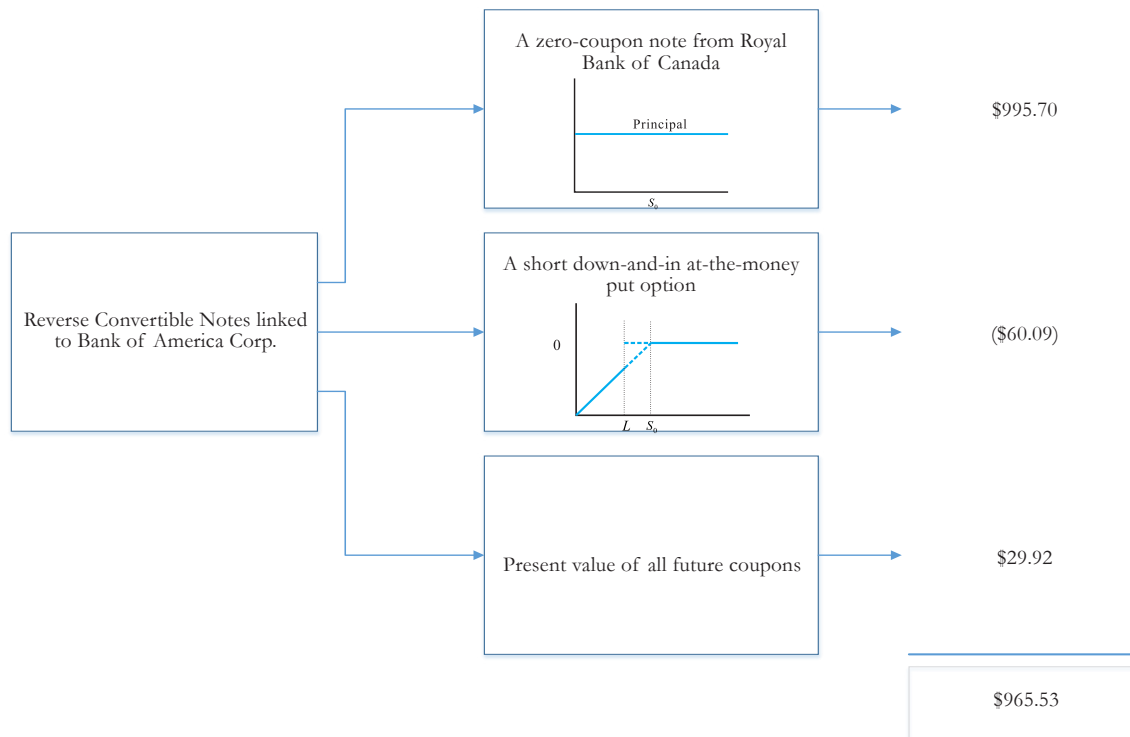 A zero-coupon note from Royal
Bank of Canada
Principal
S₀
$995.70
Reverse Convertible Notes linked
to Bank of America Corp.
A short down-and-in at-the-money
put option
0
L S₀
($60.09)
Present value of all future coupons
$29.92
$965.53